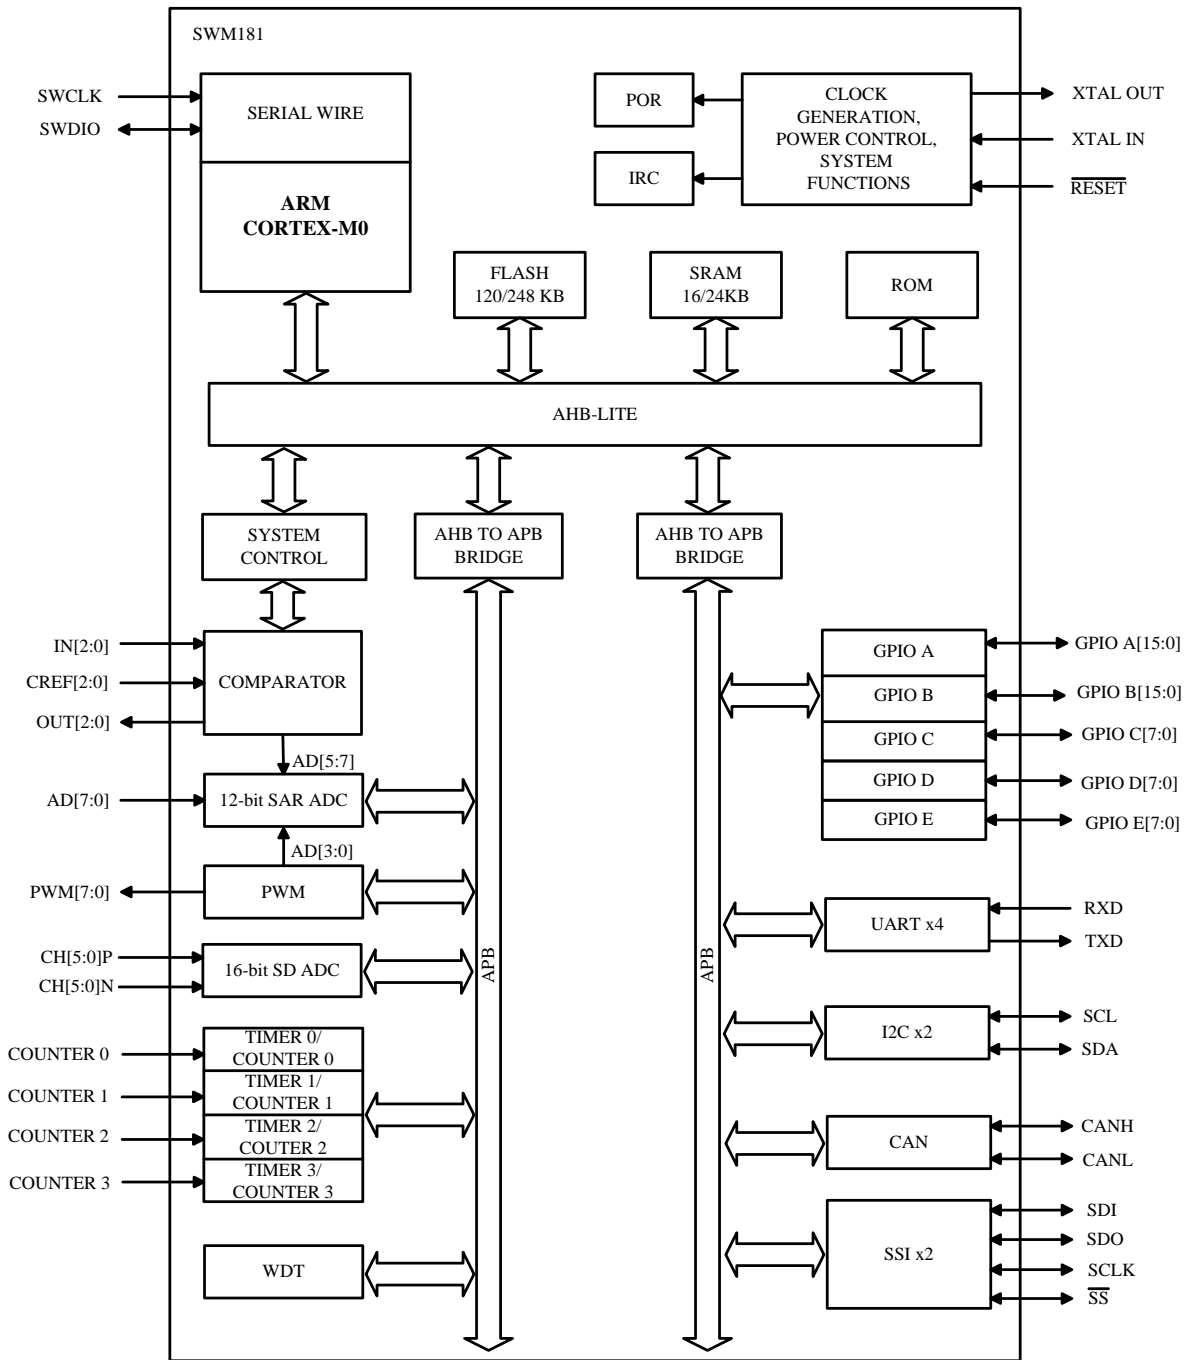 SWM181
SWCLK
SWDIO
SERIAL WIRE
ARM
CORTEX-M0
POR
IRC
CLOCK
GENERATION,
POWER CONTROL,
SYSTEM
FUNCTIONS
XTAL OUT
XTAL IN
RESET
FLASH
120/248 KB
SRAM
16/24KB
ROM
AHB-LITE
SYSTEM
CONTROL
AHB TO APB
BRIDGE
AHB TO APB
BRIDGE
IN[2:0]
CREF[2:0]
OUT[2:0]
COMPARATOR
AD[5:7]
AD[7:0]
12-bit SAR ADC
AD[3:0]
PWM[7:0]
PWM
CH[5:0]P
CH[5:0]N
16-bit SD ADC
COUNTER 0
COUNTER 1
COUNTER 2
COUNTER 3
TIMER 0/
COUNTER 0
TIMER 1/
COUNTER 1
TIMER 2/
COUTER 2
TIMER 3/
COUNTER 3
WDT
APB
APB
GPIO A
GPIO B
GPIO C
GPIO D
GPIO E
GPIO A[15:0]
GPIO B[15:0]
GPIO C[7:0]
GPIO D[7:0]
GPIO E[7:0]
UART x4
RXD
TXD
I2C x2
SCL
SDA
CAN
CANH
CANL
SSI x2
SDI
SDO
SCLK
SS